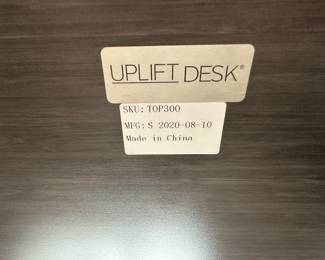 UPLIFT DESK®
SKU: TOP300
MFG: S 2020-08-10
Made in China